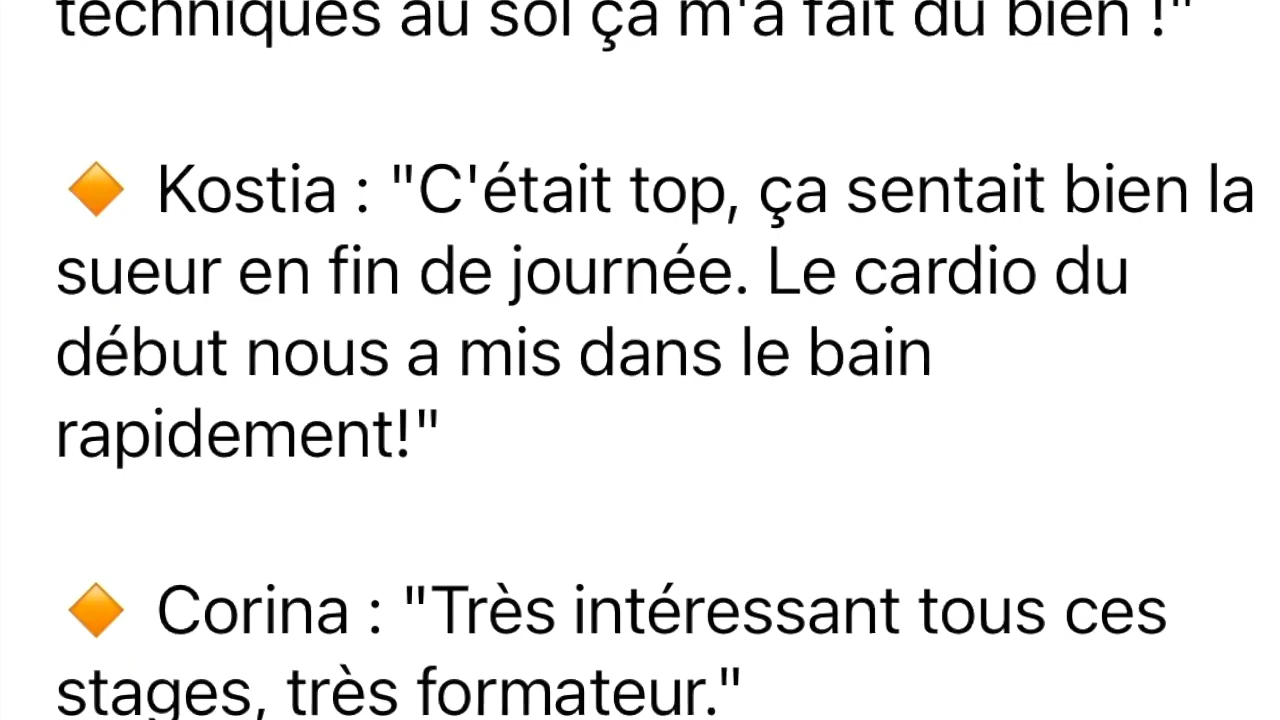 techniques au sol ça m'a fait du bien !"
🔶 Kostia : "C'était top, ça sentait bien la
sueur en fin de journée. Le cardio du
début nous a mis dans le bain
rapidement!"
🔶 Corina : "Très intéressant tous ces
stages, très formateur."